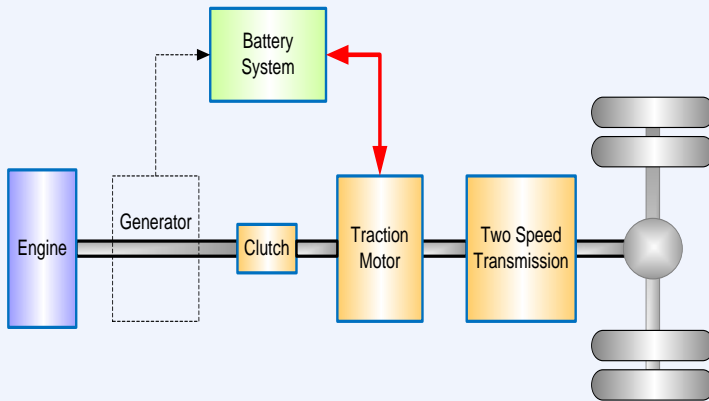 Battery
System
Generator
Engine
Clutch
Traction
Motor
Two Speed
Transmission